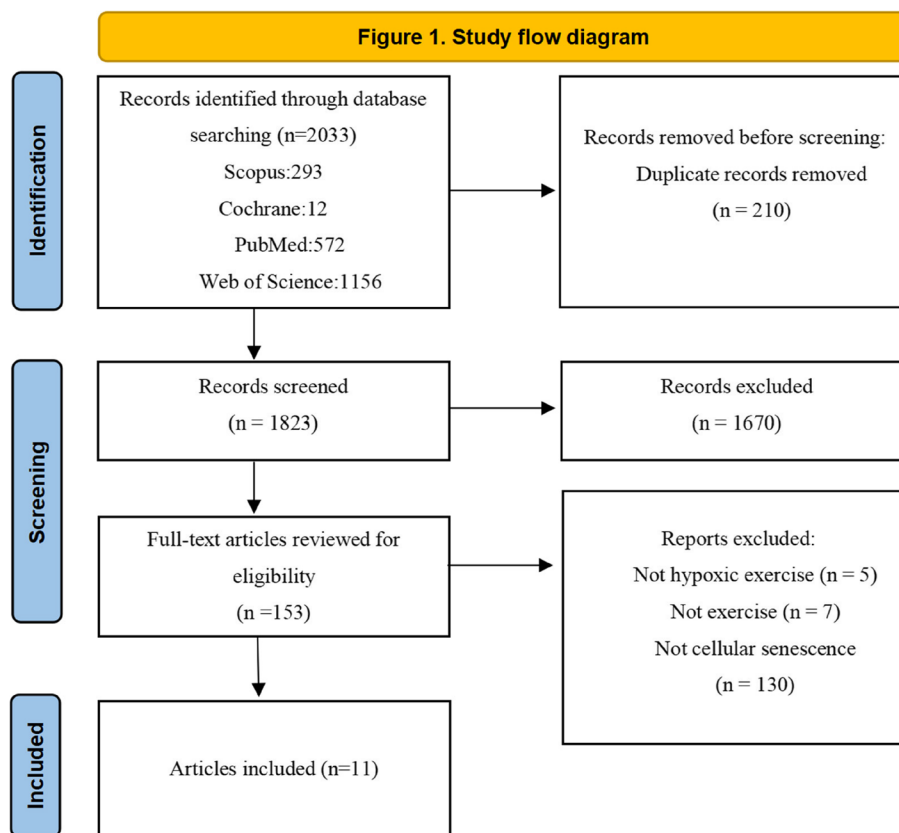 Figure 1. Study flow diagram
Identification
Records identified through database
searching (n=2033)
Scopus:293
Cochrane:12
PubMed:572
Web of Science:1156
Records removed before screening:
Duplicate records removed
(n = 210)
Screening
Records screened
(n = 1823)
Records excluded
(n = 1670)
Full-text articles reviewed for
eligibility
(n =153)
Reports excluded:
Not hypoxic exercise (n = 5)
Not exercise (n = 7)
Not cellular senescence
(n = 130)
Included
Articles included (n=11)